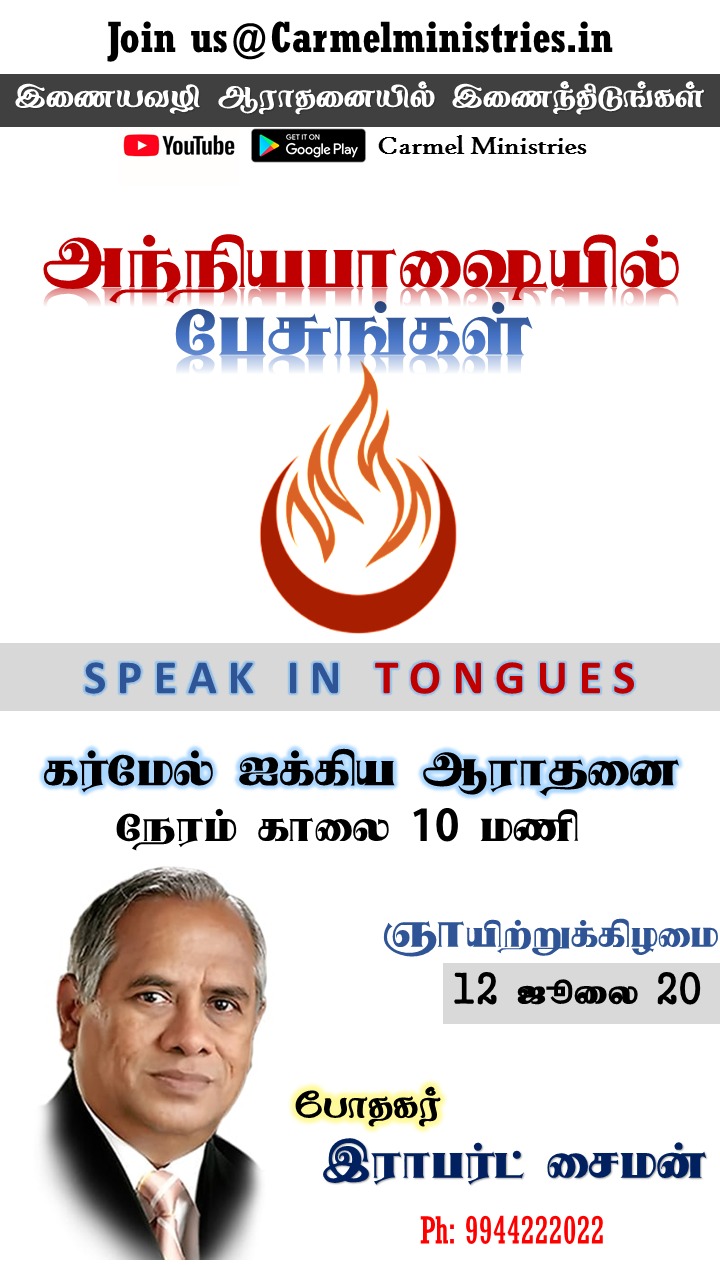 Join us@Carmelministries.in
இணையவழி ஆராதனையில் இணைந்திடுங்கள்
YouTube GET IT ON Google Play Carmel Ministries
அந்நியபாஷையில்
பேசுங்கள்
SPEAK IN TONGUES
கர்மேல் ஐக்கிய ஆராதனை
நேரம் காலை 10 மணி
ஞாயிற்றுக்கிழமை
12 ஜூலை 20
போதகர்
இராபர்ட் சைமன்
Ph: 9944222022